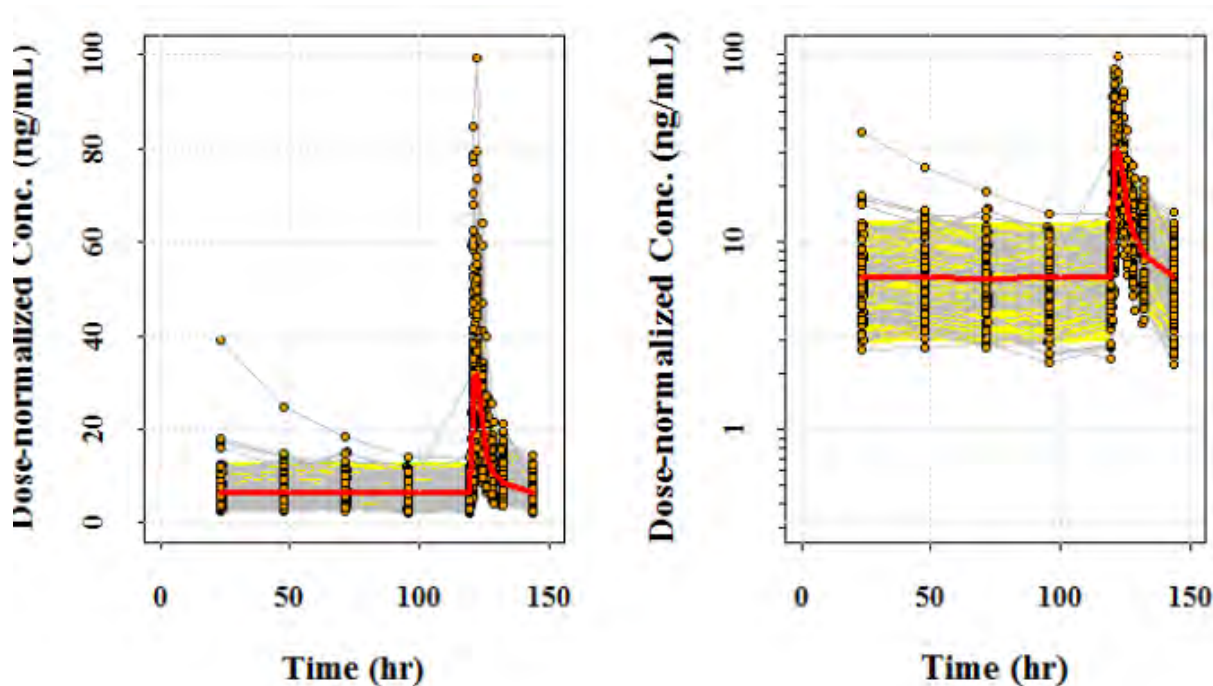 Dose-normalized Conc. (ng/mL)
100
80
60
40
20
0
0 50 100 150
Time (hr)
Dose-normalized Conc. (ng/mL)
100
10
1
0 50 100 150
Time (hr)